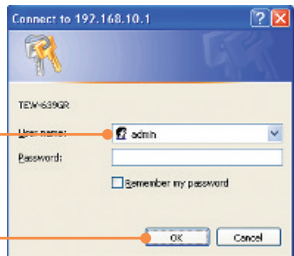 Connect to 192.168.10.1
TEW-639GR
User name:
admin
Password:
Remember my password
OK
Cancel